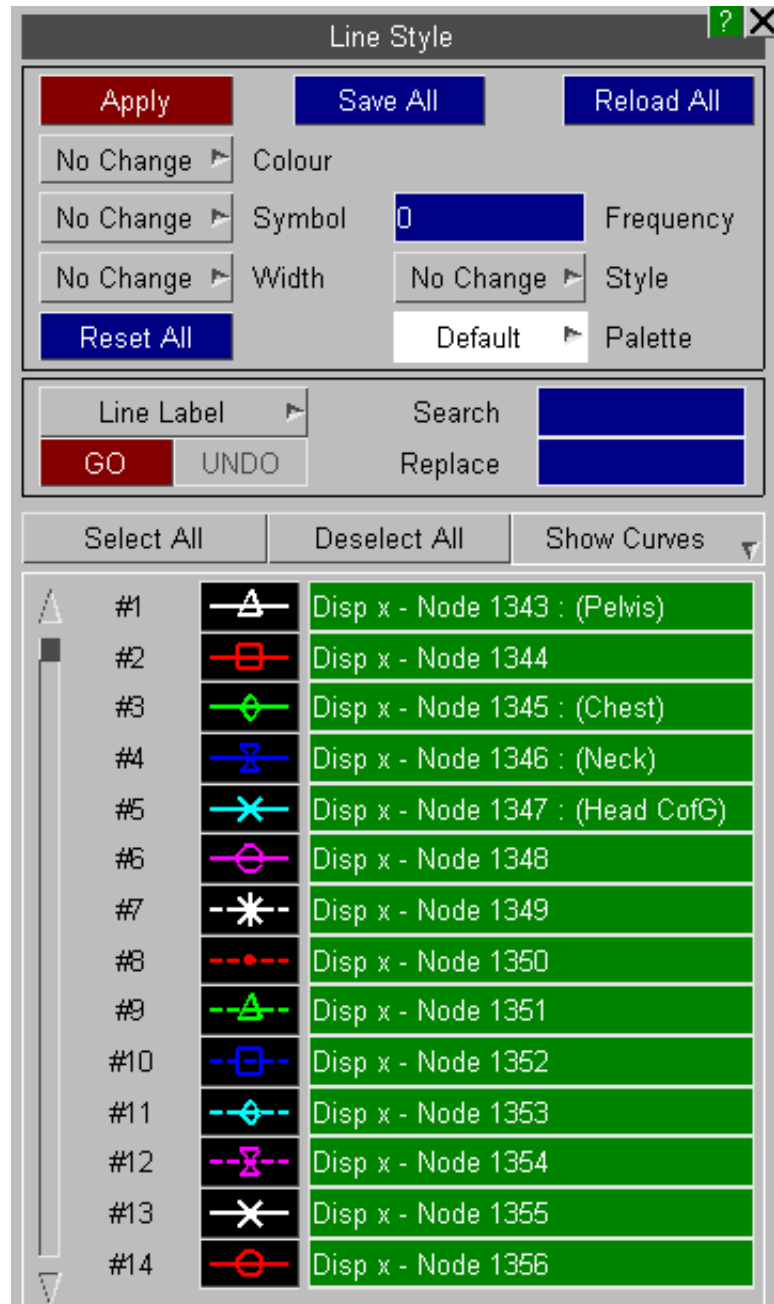 Line Style ?
Apply Save All Reload All
No Change Colour
No Change Symbol 0 Frequency
No Change Width No Change Style
Reset All Default Palette
Line Label Search
GO UNDO Replace
Select All Deselect All Show Curves
#1 Disp x - Node 1343 : (Pelvis)
#2 Disp x - Node 1344
#3 Disp x - Node 1345 : (Chest)
#4 Disp x - Node 1346 : (Neck)
#5 Disp x - Node 1347 : (Head CofG)
#6 Disp x - Node 1348
#7 Disp x - Node 1349
#8 Disp x - Node 1350
#9 Disp x - Node 1351
#10 Disp x - Node 1352
#11 Disp x - Node 1353
#12 Disp x - Node 1354
#13 Disp x - Node 1355
#14 Disp x - Node 1356